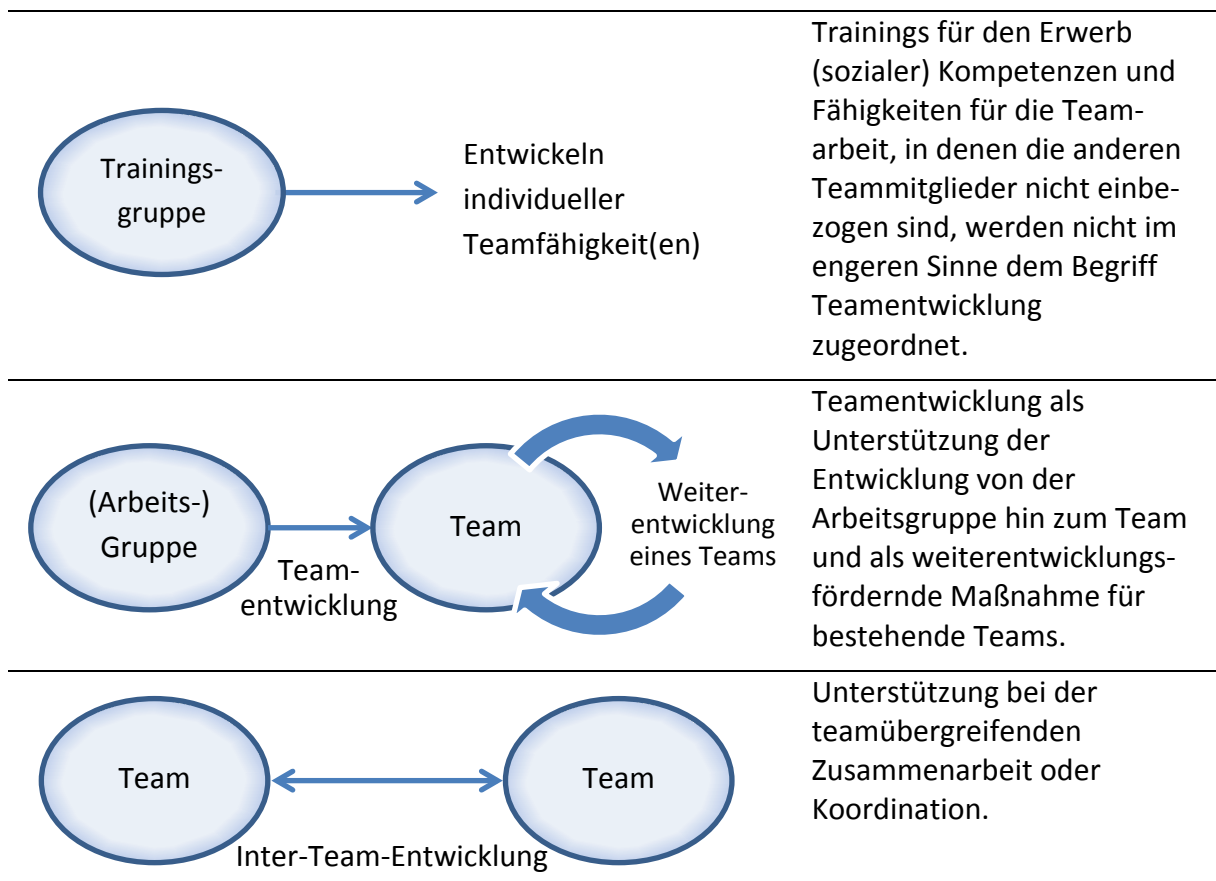 Trainings-
gruppe
Entwickeln
individueller
Teamfähigkeit(en)
Trainings für den Erwerb
(sozialer) Kompetenzen und
Fähigkeiten für die Team-
arbeit, in denen die anderen
Teammitglieder nicht einbe-
zogen sind, werden nicht im
engeren Sinne dem Begriff
Teamentwicklung
zugeordnet.
(Arbeits-)
Gruppe
Team-
entwicklung
Team
Weiter-
entwicklung
eines Teams
Teamentwicklung als
Unterstützung der
Entwicklung von der
Arbeitsgruppe hin zum Team
und als weiterentwicklungs-
fördernde Maßnahme für
bestehende Teams.
Team
Inter-Team-Entwicklung
Team
Unterstützung bei der
teamübergreifenden
Zusammenarbeit oder
Koordination.